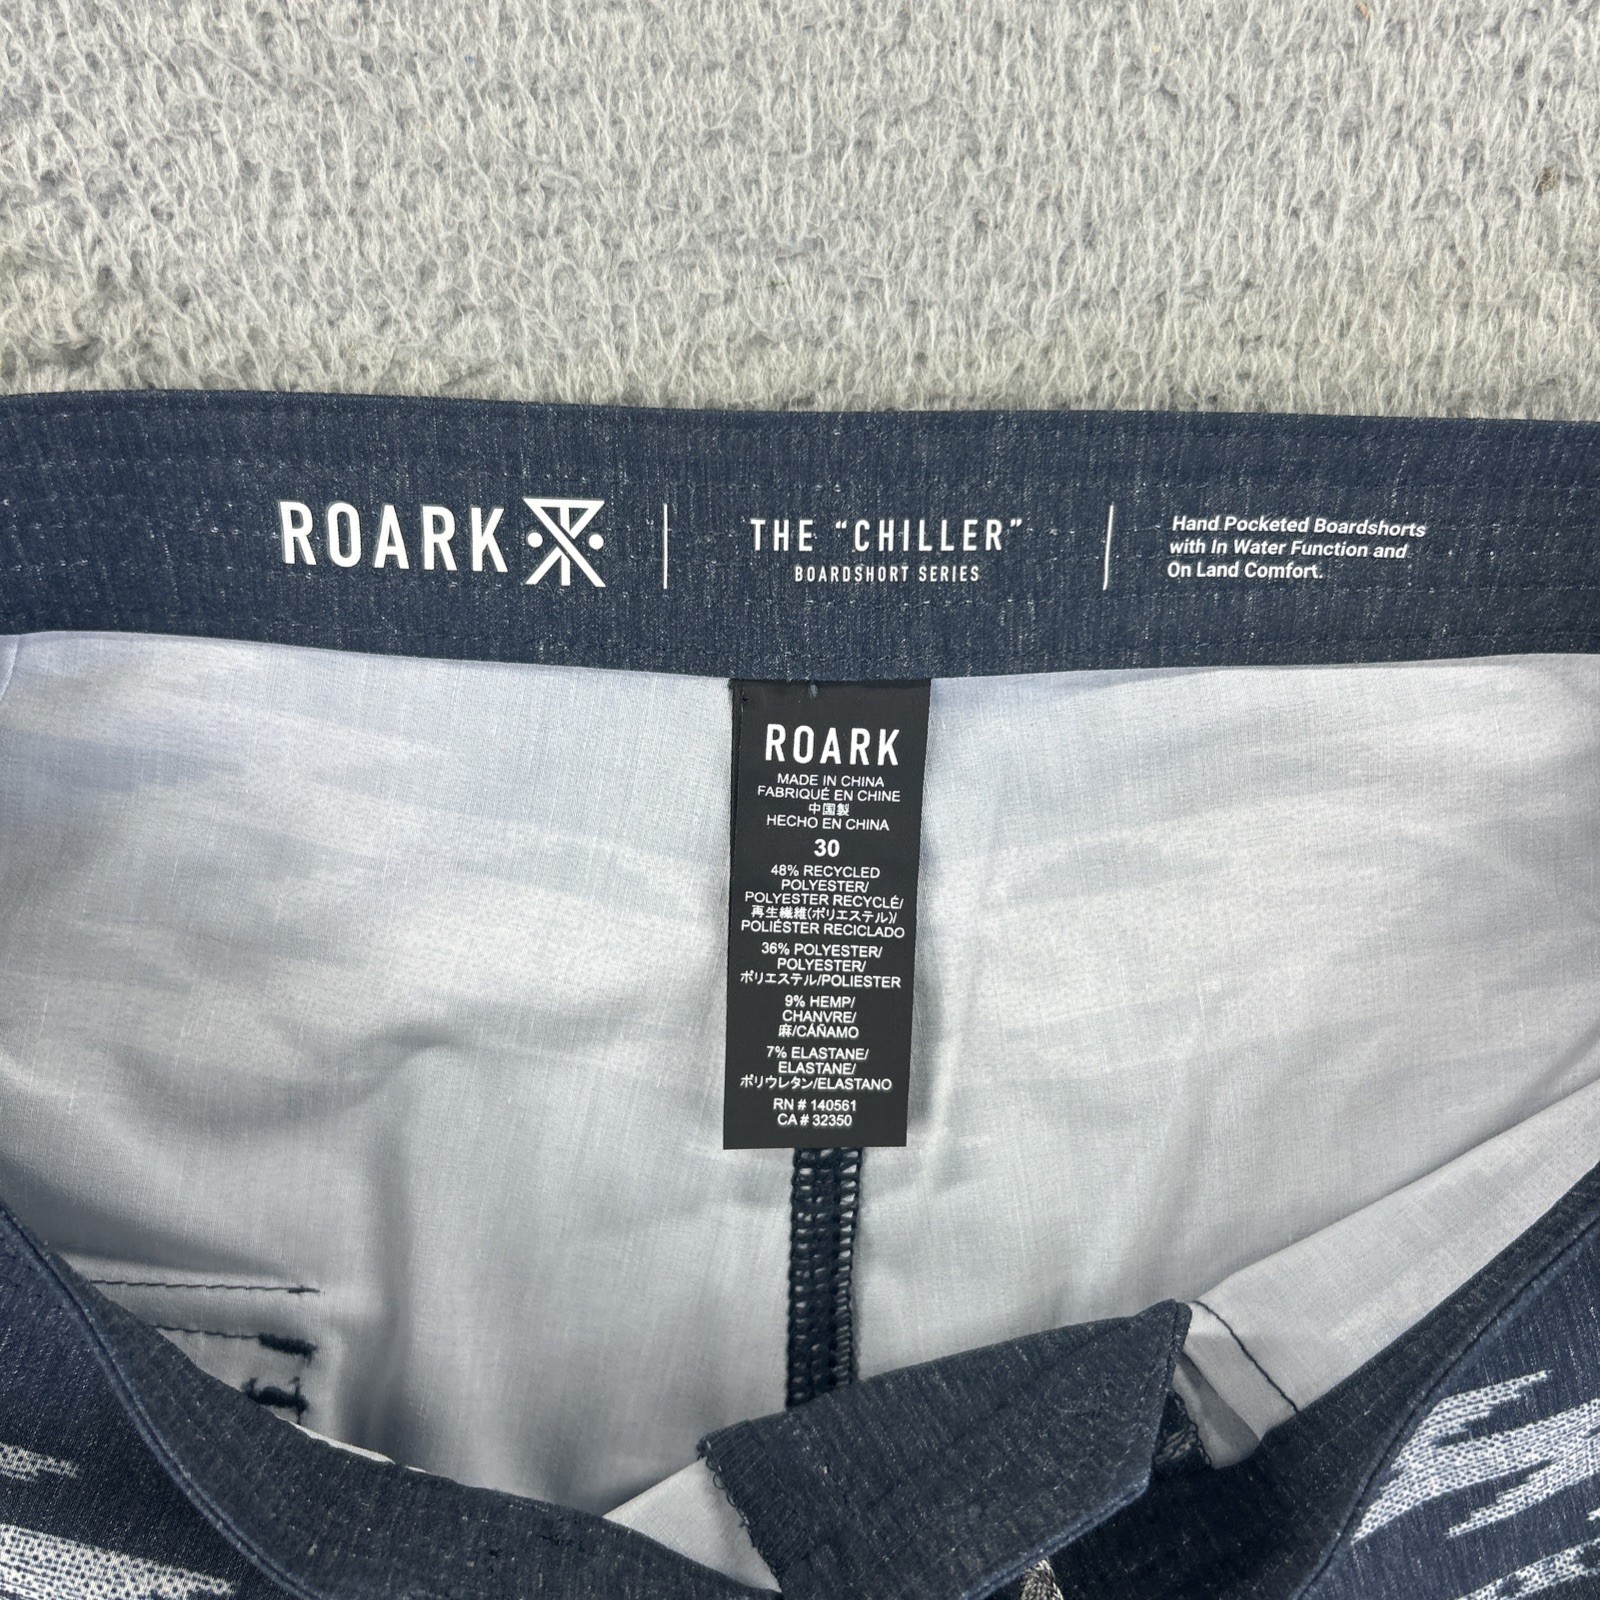 ROARK
THE “CHILLER”
BOARDSHORT SERIES
Hand Pocketed Boardshorts
with In Water Function and
On Land Comfort.
ROARK
MADE IN CHINA
FABRIQUÉ EN CHINE
中国製
HECHO EN CHINA
30
48% RECYCLED
POLYESTER/
POLYESTER RECYCLÉ/
再生繊維(ポリエステル)/
POLIÉSTER RECICLADO
36% POLYESTER/
POLYESTER/
ポリエステル/POLIESTER
9% HEMP/
CHANVRE/
麻/CÁÑAMO
7% ELASTANE/
ELASTANE/
ポリウレタン/ELASTANO
RN # 140561
CA # 32350